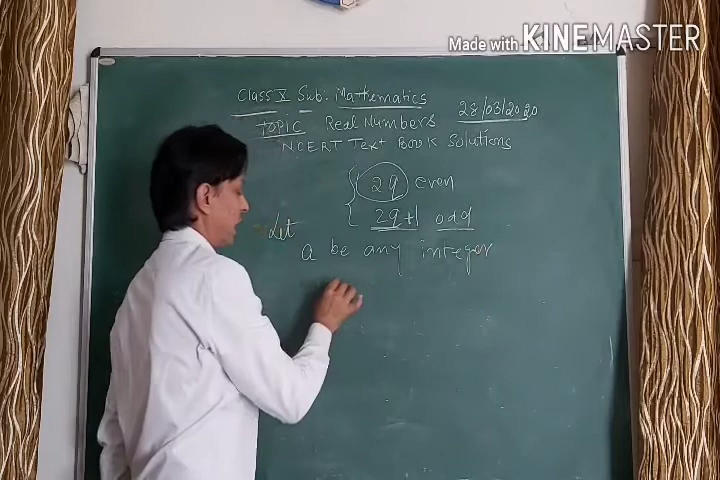 Made with KINEMASTER
Class X Sub. Mathematics
Topic Real Numbers 28/03/2020
NCERT Text Book Solutions
2q even
2q+1 odd
Let
a be any integer